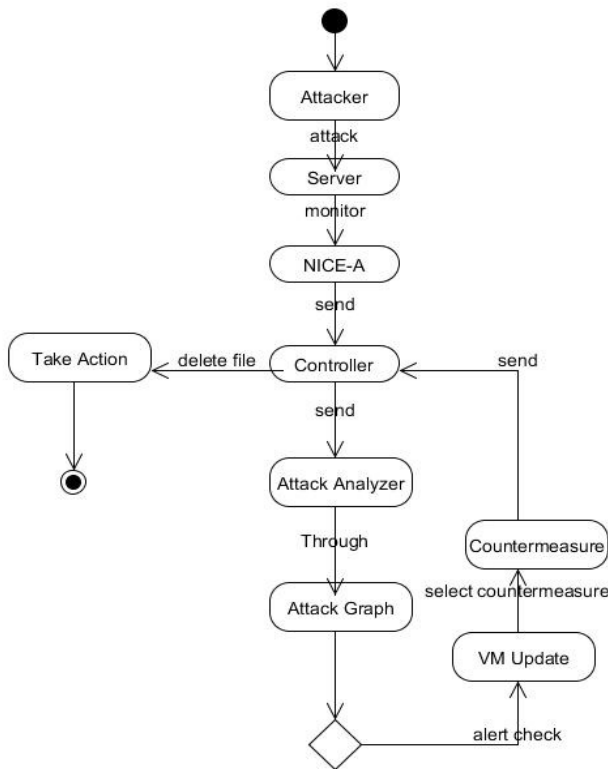 Attacker
attack
Server
monitor
NICE-A
send
Take Action
delete file
Controller
send
send
Attack Analyzer
Through
Countermeasure
select countermeasure
Attack Graph
VM Update
alert check